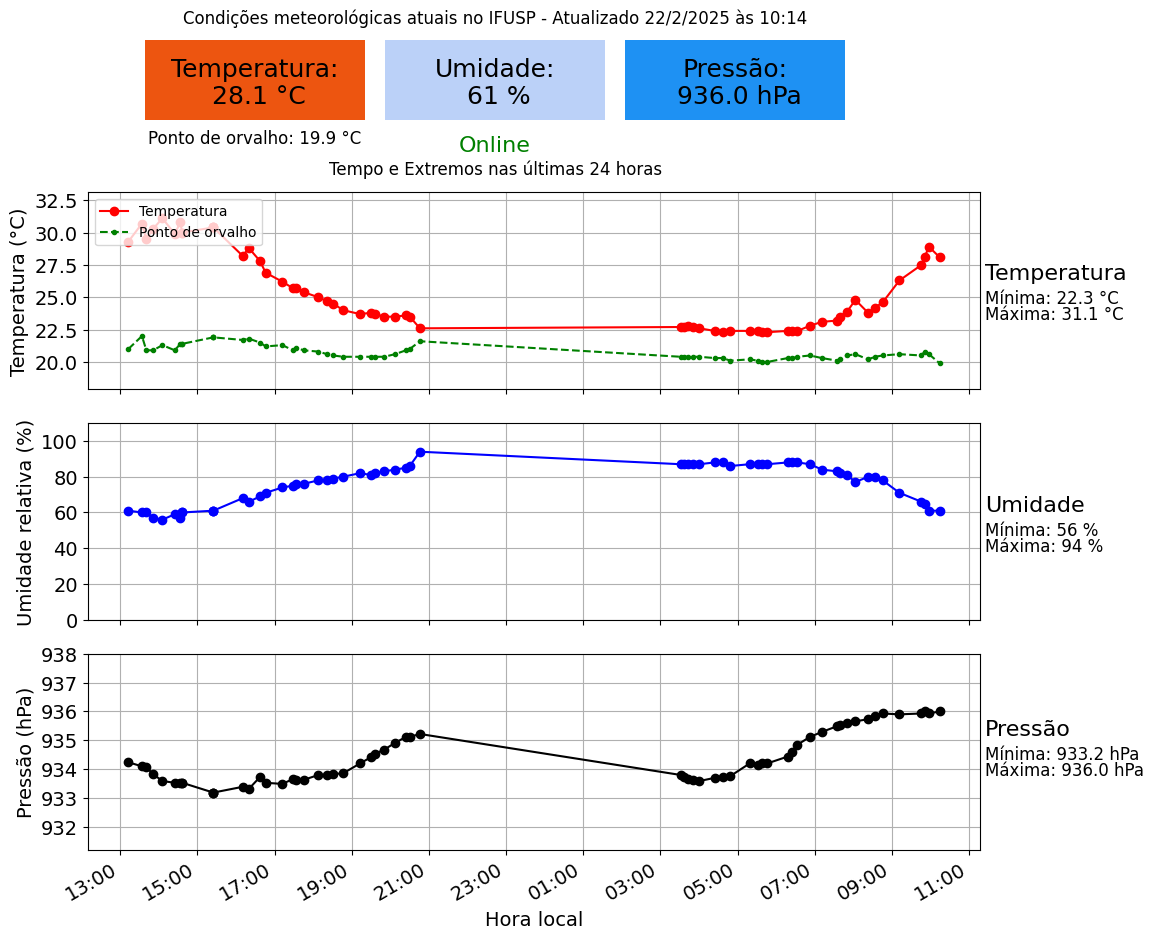 Condições meteorológicas atuais no IFUSP - Atualizado 22/2/2025 às 10:14
Temperatura:
28.1 °C
Umidade:
61 %
Pressão:
936.0 hPa
Ponto de orvalho: 19.9 °C
Online
Tempo e Extremos nas últimas 24 horas
Temperatura (°C)
32.5
30.0
27.5
25.0
22.5
20.0
Temperatura
Ponto de orvalho
Temperatura
Mínima: 22.3 °C
Máxima: 31.1 °C
Umidade relativa (%)
100
80
60
40
20
0
Umidade
Mínima: 56 %
Máxima: 94 %
Pressão (hPa)
938
937
936
935
934
933
932
Pressão
Mínima: 933.2 hPa
Máxima: 936.0 hPa
13:00 15:00 17:00 19:00 21:00 23:00 01:00 03:00 05:00 07:00 09:00 11:00
Hora local